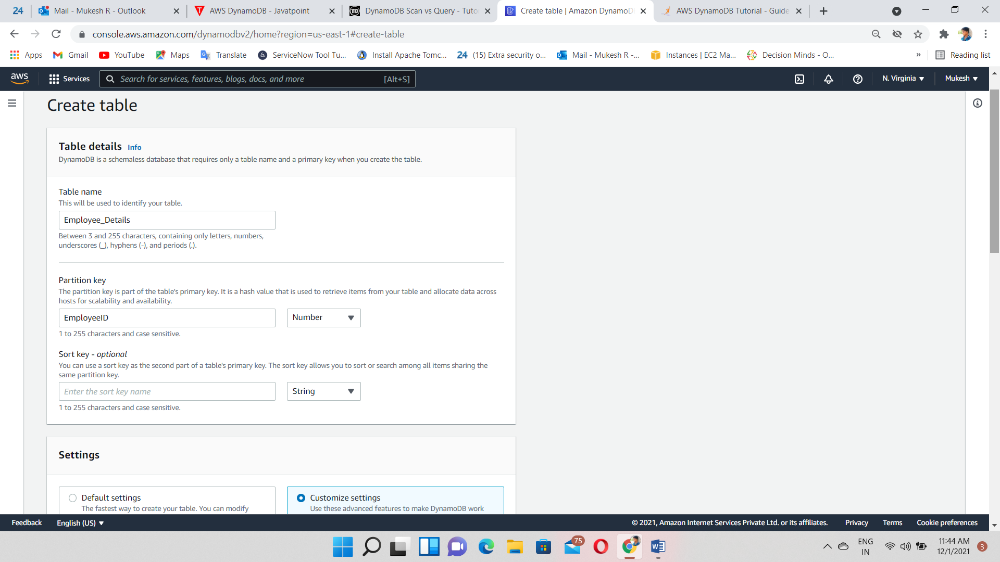 24
Mail - Mukesh R - Outlook
AWS DynamoDB - Javatpoint
DynamoDB Scan vs Query - Tuto
Create table | Amazon DynamoD
AWS DynamoDB Tutorial - Guide
console.aws.amazon.com/dynamodbv2/home?region=us-east-1#create-table
Apps
Gmail
YouTube
Maps
Translate
ServiceNow Tool Tu...
Install Apache Tomc...
24 (15) Extra security o...
Mail - Mukesh R -...
Instances | EC2 Ma...
Decision Minds - O...
»
Reading list
aws
Services
Search for services, features, blogs, docs, and more
[Alt+S]
N. Virginia
Mukesh
Create table
Table details Info
DynamoDB is a schemaless database that requires only a table name and a primary key when you create the table.
Table name
This will be used to identify your table.
Employee_Details
Between 3 and 255 characters, containing only letters, numbers,
underscores (_), hyphens (-), and periods (.).
Partition key
The partition key is part of the table's primary key. It is a hash value that is used to retrieve items from your table and allocate data across
hosts for scalability and availability.
EmployeeID
Number
1 to 255 characters and case sensitive.
Sort key - optional
You can use a sort key as the second part of a table's primary key. The sort key allows you to sort or search among all items sharing the
same partition key.
Enter the sort key name
String
1 to 255 characters and case sensitive.
Settings
Default settings
The fastest way to create your table. You can modify
Customize settings
Use these advanced features to make DynamoDB work
Feedback
English (US)
© 2021, Amazon Internet Services Private Ltd. or its affiliates.
Privacy
Terms
Cookie preferences
75
ENG
IN
11:44 AM
12/1/2021
3